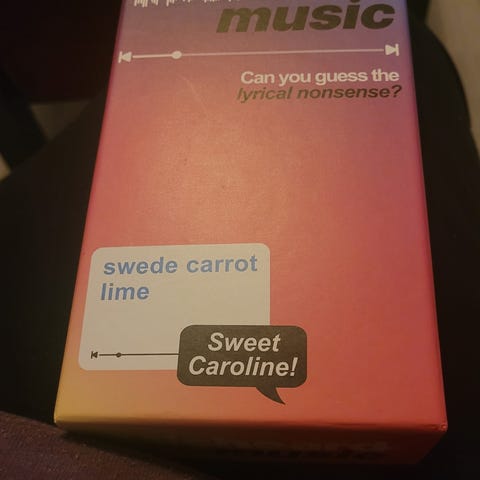 music
Can you guess the
lyrical nonsense?
swede carrot
lime
Sweet
Caroline!